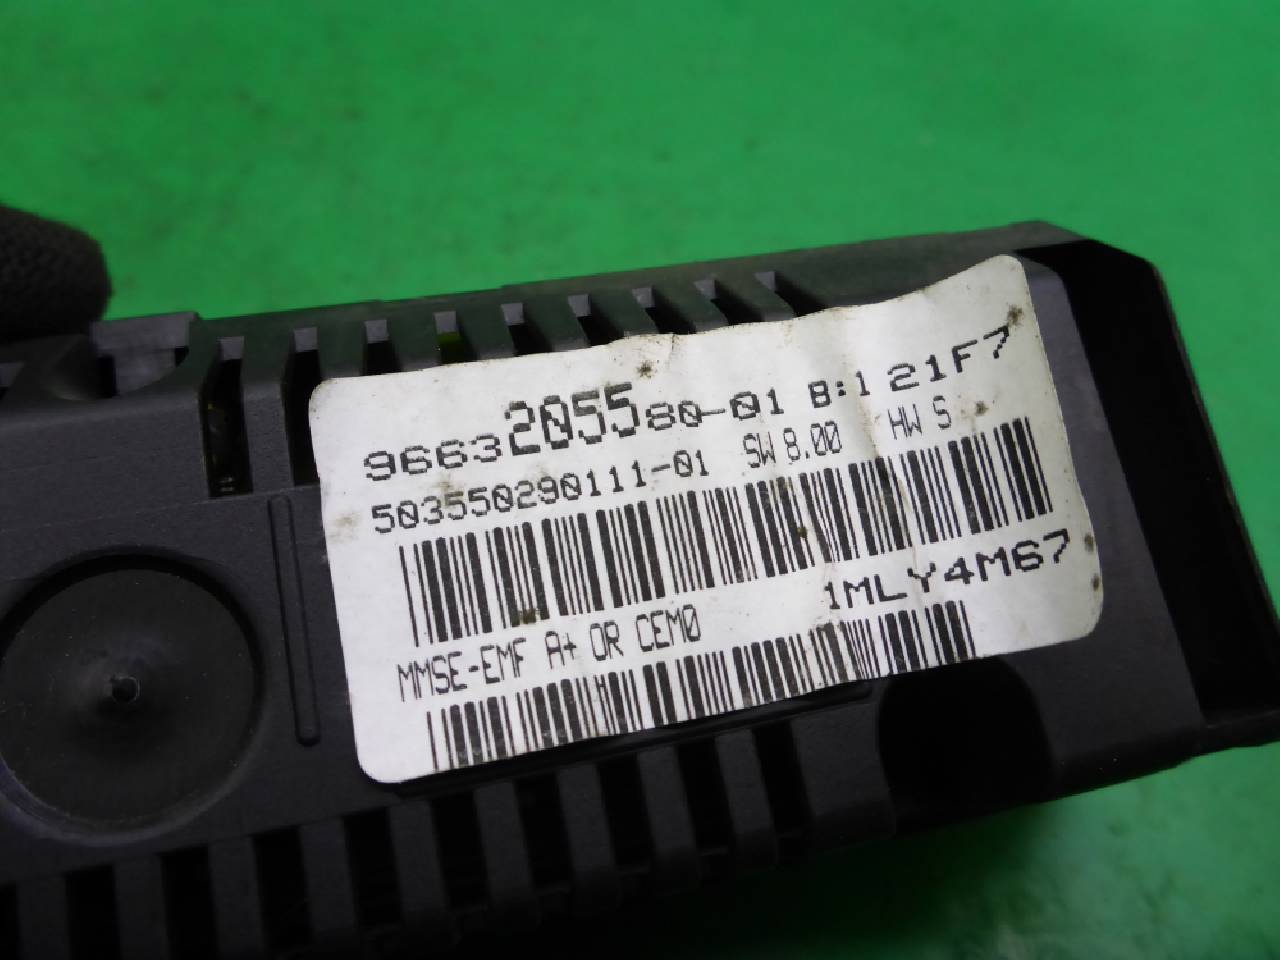 9663205580-01 B:1 21F7
503550290111-01 SW 8.00 HW S
MMSE-EMF A+ OR CEM0 1MLY4M67